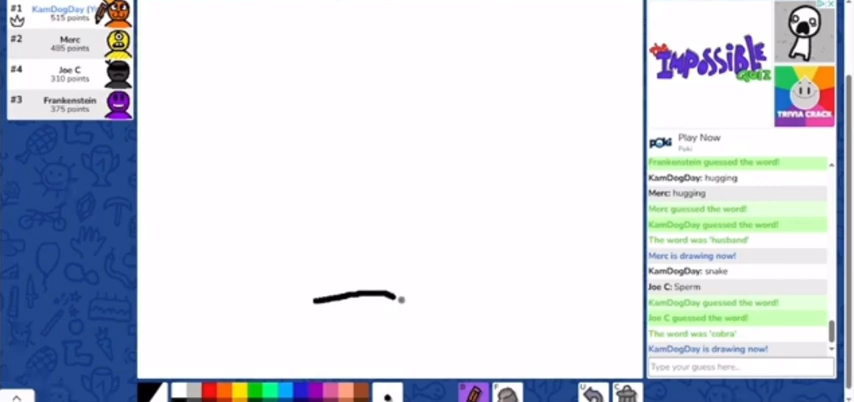 #1
KamDogDay (Yo
515 points
#2
Merc
485 points
#4
Joe C
310 points
#3
Frankenstein
375 points
the
IMPOSSIBLE
QUIZ
TRIVIA CRACK
poki
Play Now
Poki
Frankenstein guessed the word!
KamDogDay: hugging
Merc: hugging
Merc guessed the word!
KamDogDay guessed the word!
The word was 'husband'
Merc is drawing now!
KamDogDay: snake
Joe C: Sperm
KamDogDay guessed the word!
Joe C guessed the word!
The word was 'cobra'
KamDogDay is drawing now!
Type your guess here...
B
F
U
C